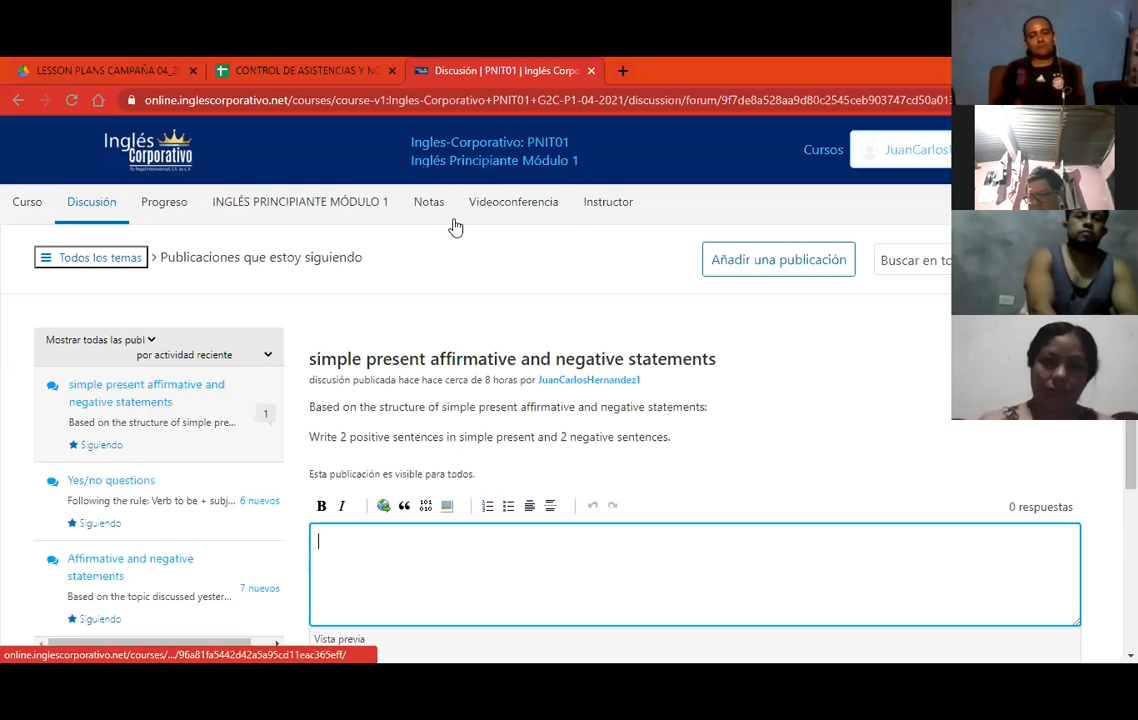 LESSON PLANS CAMPAÑA 04_2
CONTROL DE ASISTENCIAS Y NO
Discusión | PNIT01 | Inglés Corpo
online.inglescorporativo.net/courses/course-v1:Ingles-Corporativo+PNIT01+G2C-P1-04-2021/discussion/forum/9f7de8a528aa9d80c2545ceb903747cd50a013
Inglés
Corporativo
Ingles-Corporativo: PNIT01
Inglés Principiante Módulo 1
Cursos
JuanCarlosH
Curso
Discusión
Progreso
INGLÉS PRINCIPIANTE MÓDULO 1
Notas
Videoconferencia
Instructor
Todos los temas
> Publicaciones que estoy siguiendo
Añadir una publicación
Buscar en to
Mostrar todas las publ
por actividad reciente
simple present affirmative and
negative statements
Based on the structure of simple pre...
1
Siguiendo
Yes/no questions
Following the rule: Verb to be + subj...
6 nuevos
Siguiendo
Affirmative and negative
statements
Based on the topic discussed yester...
7 nuevos
Siguiendo
simple present affirmative and negative statements
discusión publicada hace hace cerca de 8 horas por JuanCarlosHernandez1
Based on the structure of simple present affirmative and negative statements:
Write 2 positive sentences in simple present and 2 negative sentences.
Esta publicación es visible para todos.
B I
0 respuestas
Vista previa
online.inglescorporativo.net/courses/.../96a81fa5442d42a5a95cd11eac365eff/